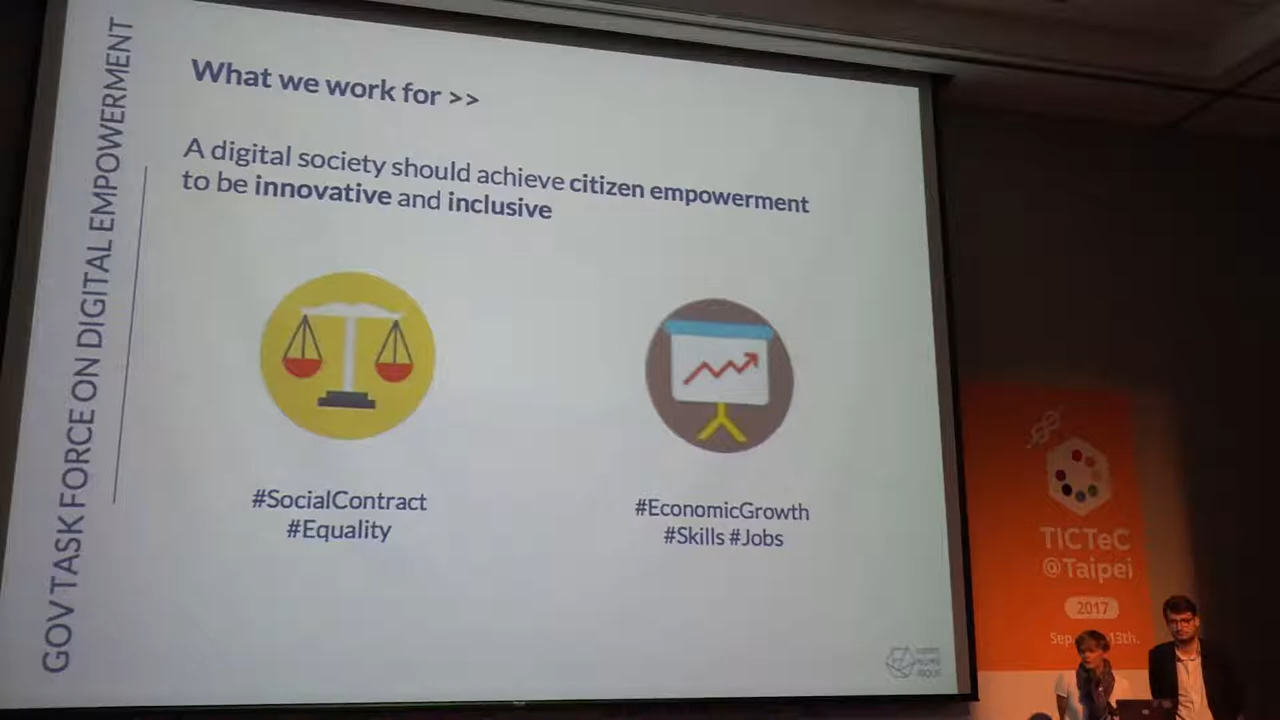 GOV TASK FORCE ON DIGITAL EMPOWERMENT
What we work for >>
A digital society should achieve citizen empowerment
to be innovative and inclusive
#SocialContract
#Equality
#EconomicGrowth
#Skills #Jobs
TICTeC
@Taipei
2017
Sep. 13th.